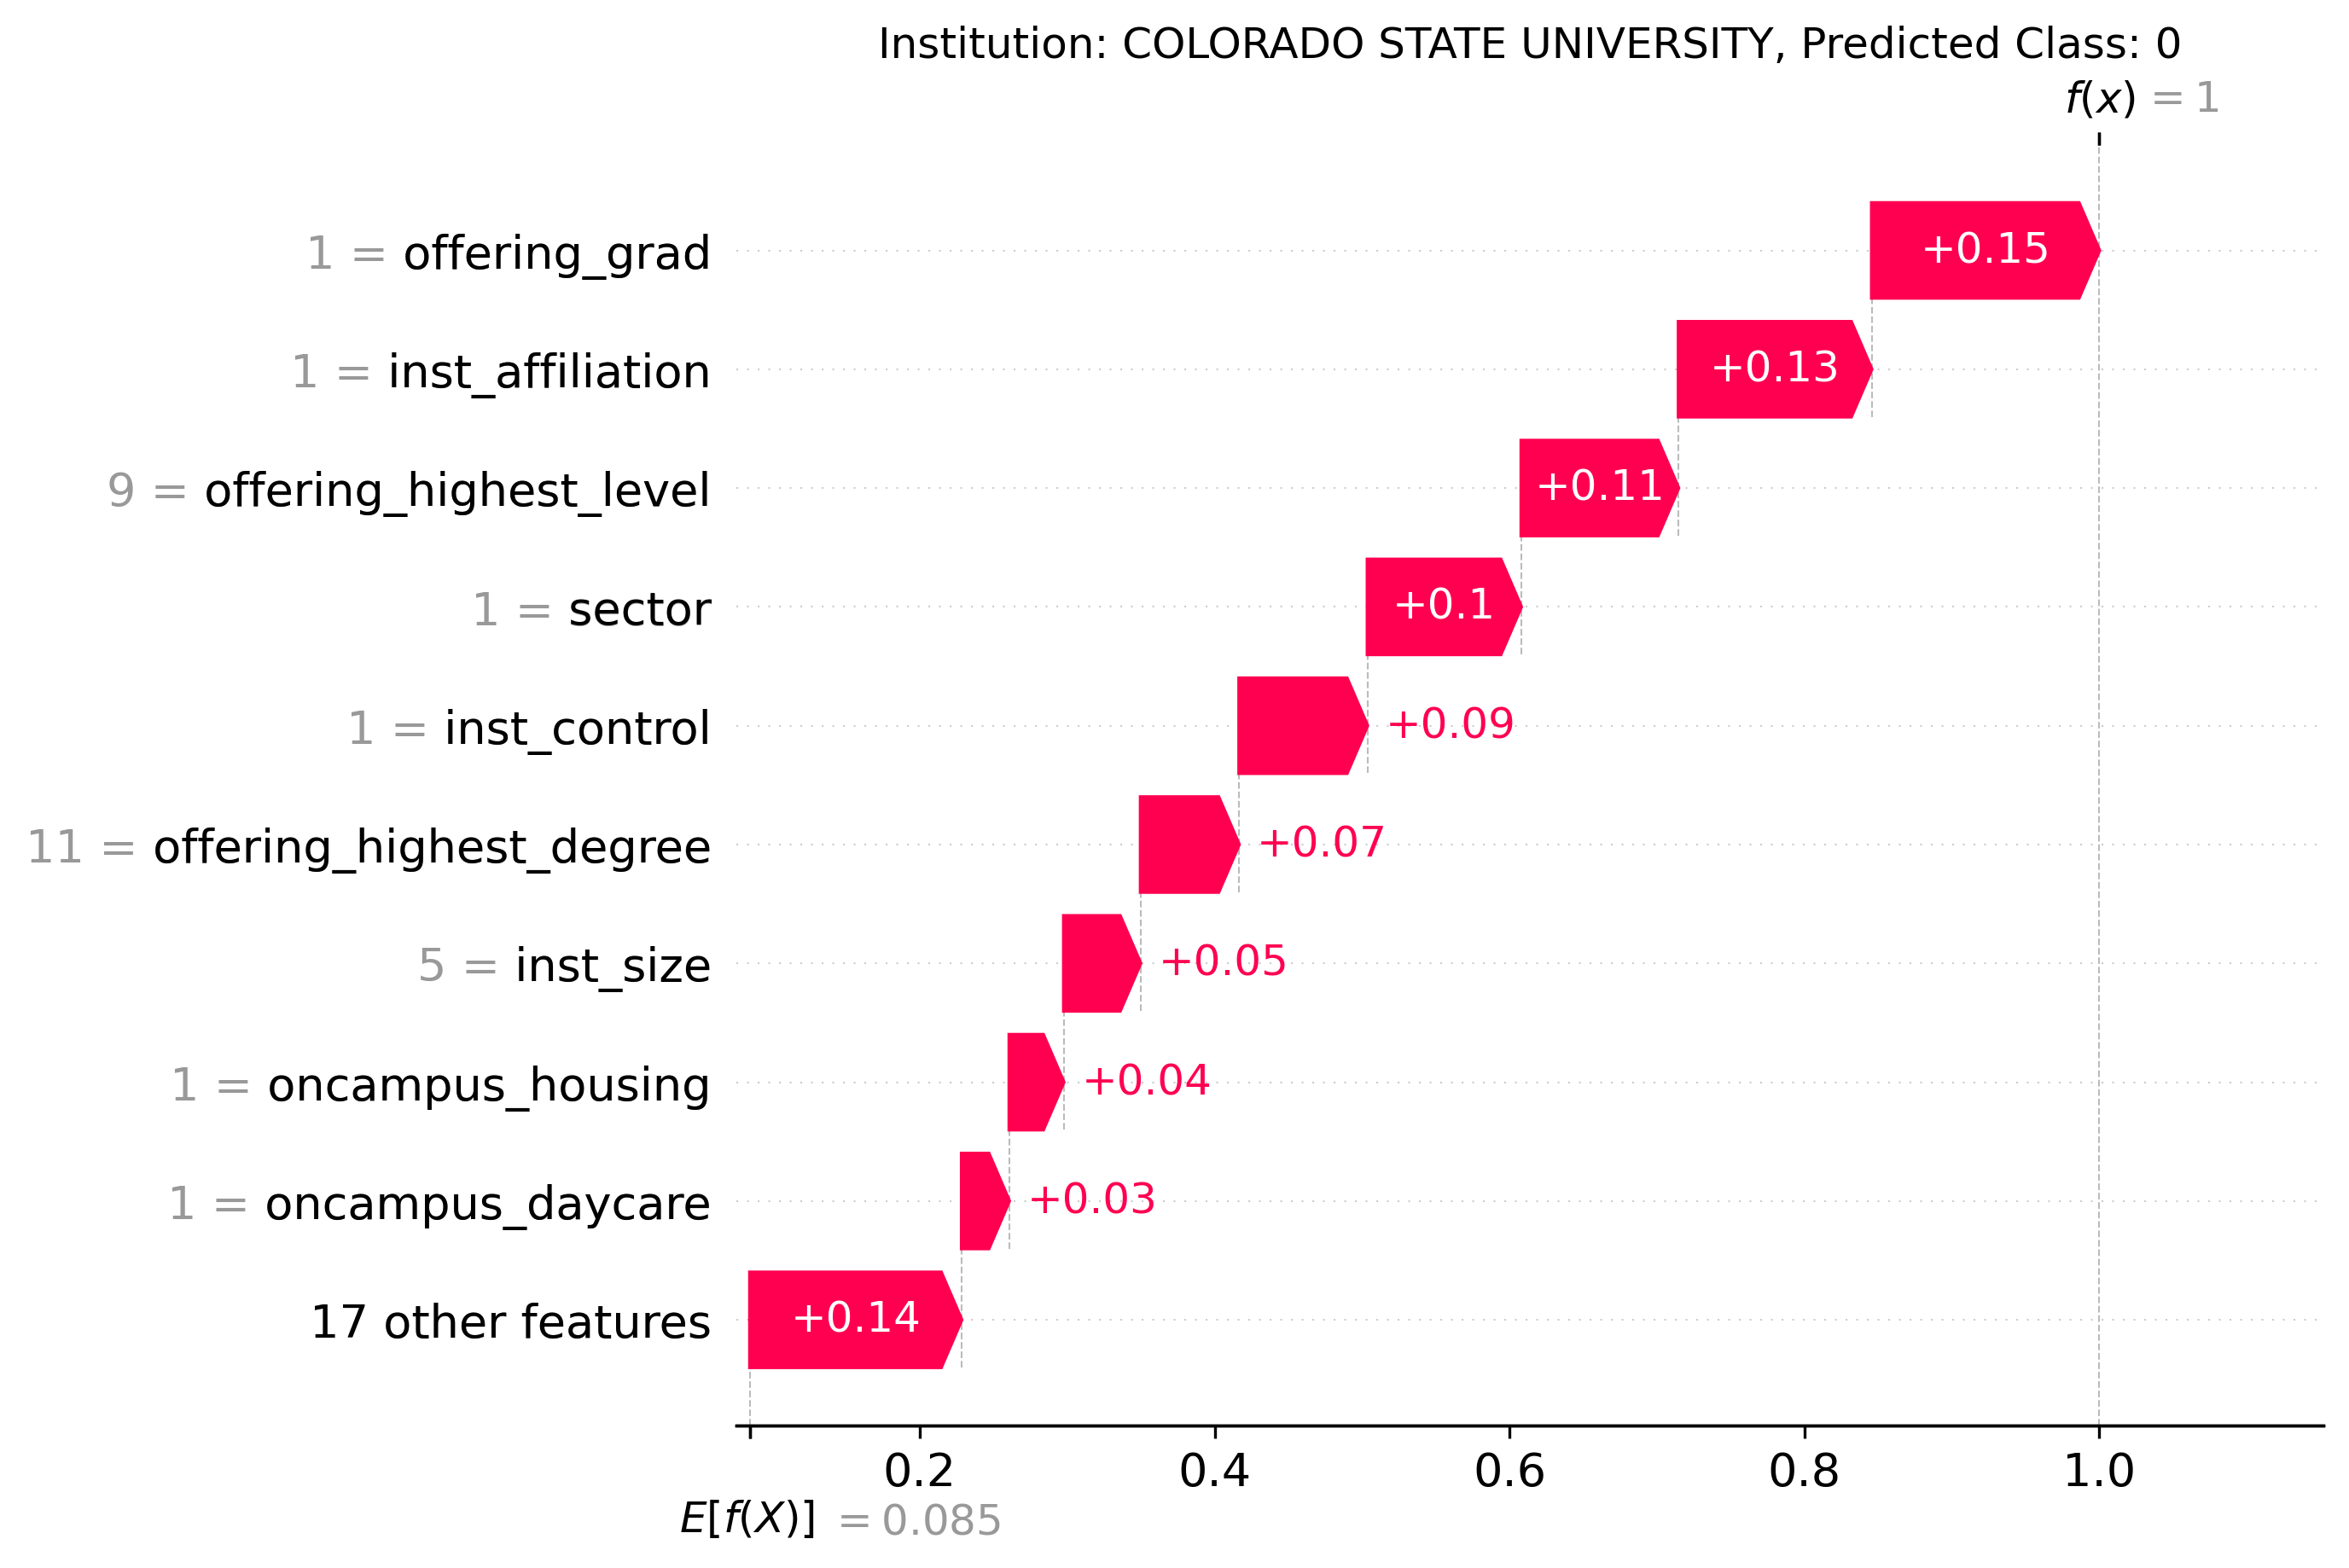 Institution: COLORADO STATE UNIVERSITY, Predicted Class: 0
f(x) = 1
1 = offering_grad +0.15
1 = inst_affiliation +0.13
9 = offering_highest_level +0.11
1 = sector +0.1
1 = inst_control +0.09
11 = offering_highest_degree +0.07
5 = inst_size +0.05
1 = oncampus_housing +0.04
1 = oncampus_daycare +0.03
17 other features +0.14
0.2 0.4 0.6 0.8 1.0
E[f(X)] = 0.085